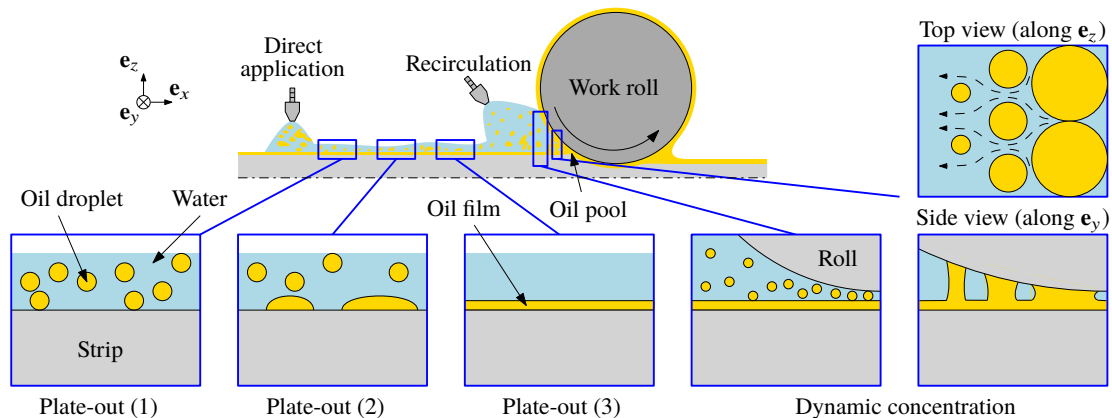 Direct
application
Recirculation
Work roll
Top view (along e_z)
e_z
e_x
e_y
Oil droplet
Water
Oil film
Oil pool
Side view (along e_y)
Roll
Strip
Plate-out (1)
Plate-out (2)
Plate-out (3)
Dynamic concentration